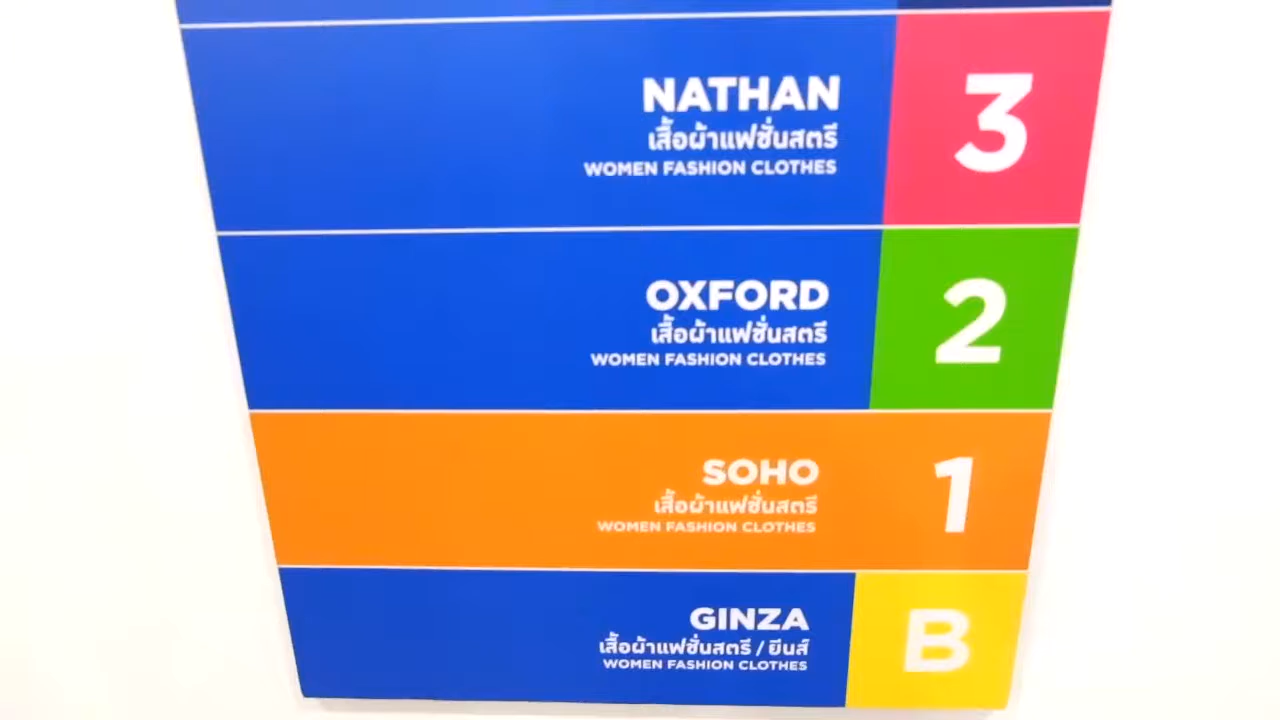 NATHAN
เสื้อผ้าแฟชั่นสตรี
WOMEN FASHION CLOTHES
3
OXFORD
เสื้อผ้าแฟชั่นสตรี
WOMEN FASHION CLOTHES
2
SOHO
เสื้อผ้าแฟชั่นสตรี
WOMEN FASHION CLOTHES
1
GINZA
เสื้อผ้าแฟชั่นสตรี / ยีนส์
WOMEN FASHION CLOTHES
B